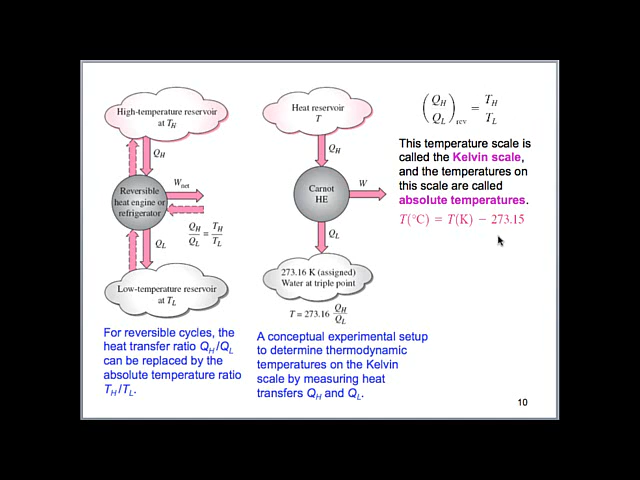 High-temperature reservoir
at T_H
Q_H
W_net
Reversible
heat engine or
refrigerator
Q_H/Q_L = T_H/T_L
Q_L
Low-temperature reservoir
at T_L
For reversible cycles, the
heat transfer ratio Q_H/Q_L
can be replaced by the
absolute temperature ratio
T_H/T_L.
Heat reservoir
T
Q_H
W
Carnot
HE
Q_L
273.16 K (assigned)
Water at triple point
T = 273.16 Q_H/Q_L
A conceptual experimental setup
to determine thermodynamic
temperatures on the Kelvin
scale by measuring heat
transfers Q_H and Q_L.
(Q_H/Q_L)_rev = T_H/T_L
This temperature scale is
called the Kelvin scale,
and the temperatures on
this scale are called
absolute temperatures.
T(°C) = T(K) − 273.15
10